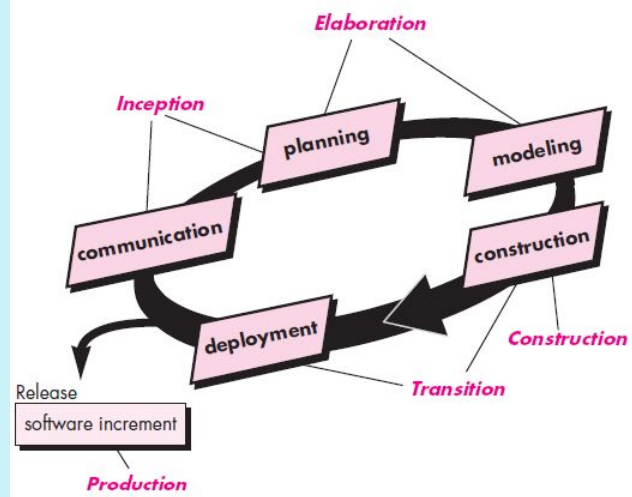 Elaboration
Inception
planning
modeling
communication
construction
deployment
Construction
Transition
Release
software increment
Production